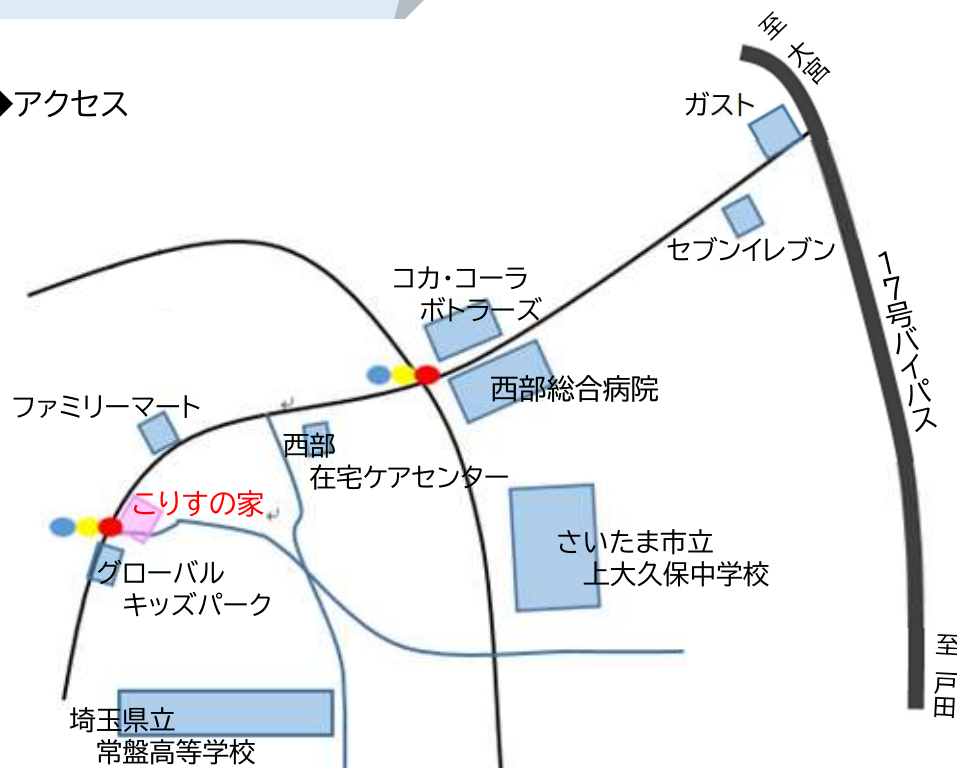 ◆アクセス
至
大宮
ガスト
セブンイレブン
17号バイパス
コカ・コーラ
ボトラーズ
西部総合病院
ファミリーマート
西部
在宅ケアセンター
こりすの家
さいたま市立
上大久保中学校
グローバル
キッズパーク
至
戸田
埼玉県立
常盤高等学校